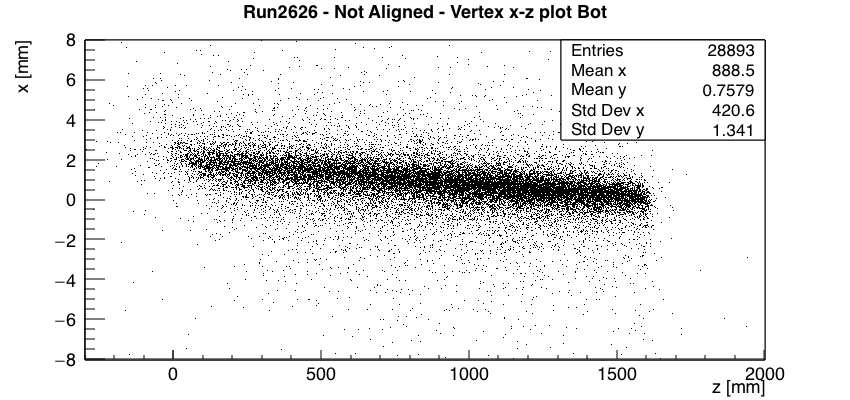 Run2626 - Not Aligned - Vertex x-z plot Bot
x [mm]
8
6
4
2
0
−2
−4
−6
−8
Entries 28893
Mean x 888.5
Mean y 0.7579
Std Dev x 420.6
Std Dev y 1.341
0 500 1000 1500 2000
z [mm]